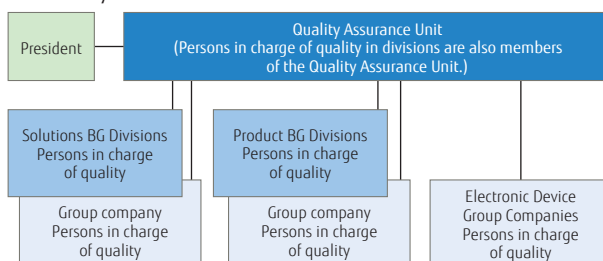 President
Quality Assurance Unit
(Persons in charge of quality in divisions are also members
of the Quality Assurance Unit.)
Solutions BG Divisions
Persons in charge
of quality
Product BG Divisions
Persons in charge
of quality
Group company
Persons in charge
of quality
Group company
Persons in charge
of quality
Electronic Device
Group Companies
Persons in charge
of quality